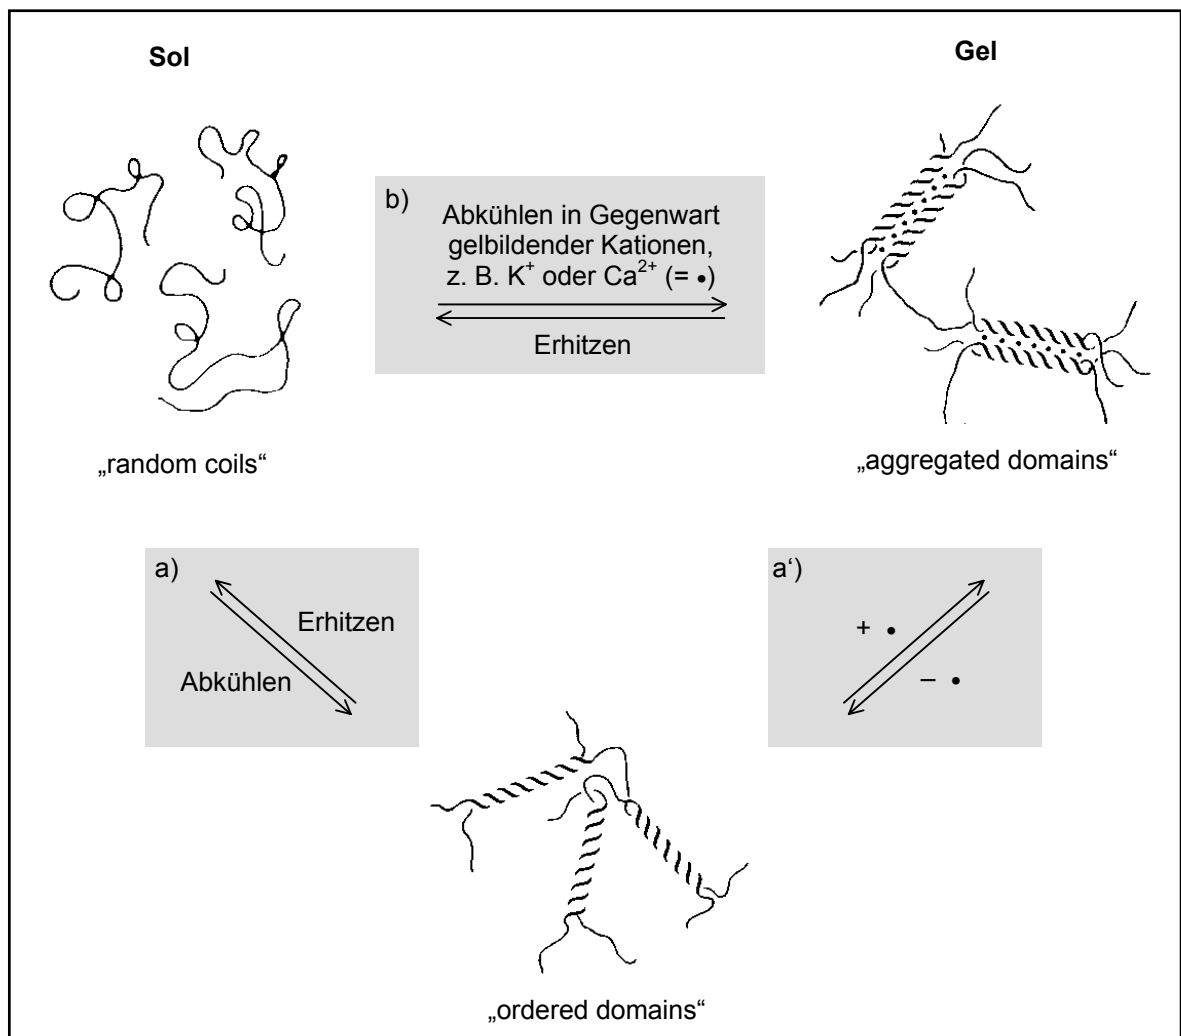 Sol
Gel
b)
Abkühlen in Gegenwart
gelbildender Kationen,
z. B. K⁺ oder Ca²⁺ (= •)
Erhitzen
„random coils“
„aggregated domains“
a)
Erhitzen
Abkühlen
a‘)
+ •
– •
„ordered domains“